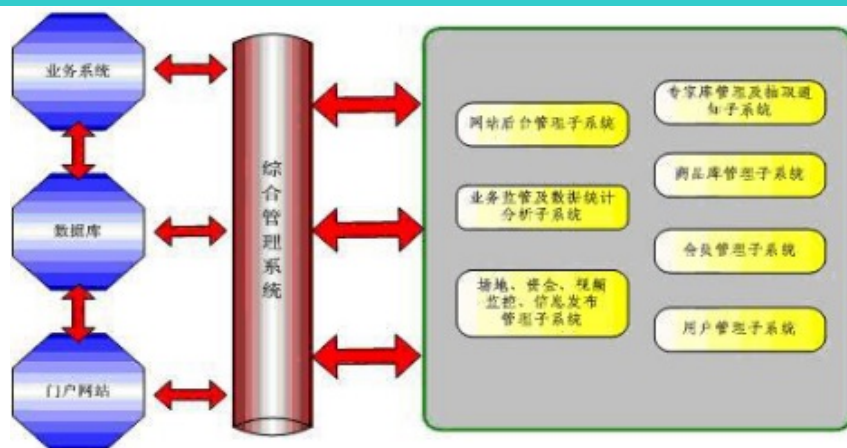 业务系统
数据库
门户网站
综合管理系统
网站后台管理子系统
业务监管及数据统计
分析子系统
场地、资金、视频
监控、信息发布
管理子系统
专家库管理及抽取通
知子系统
商品库管理子系统
会员管理子系统
用户管理子系统